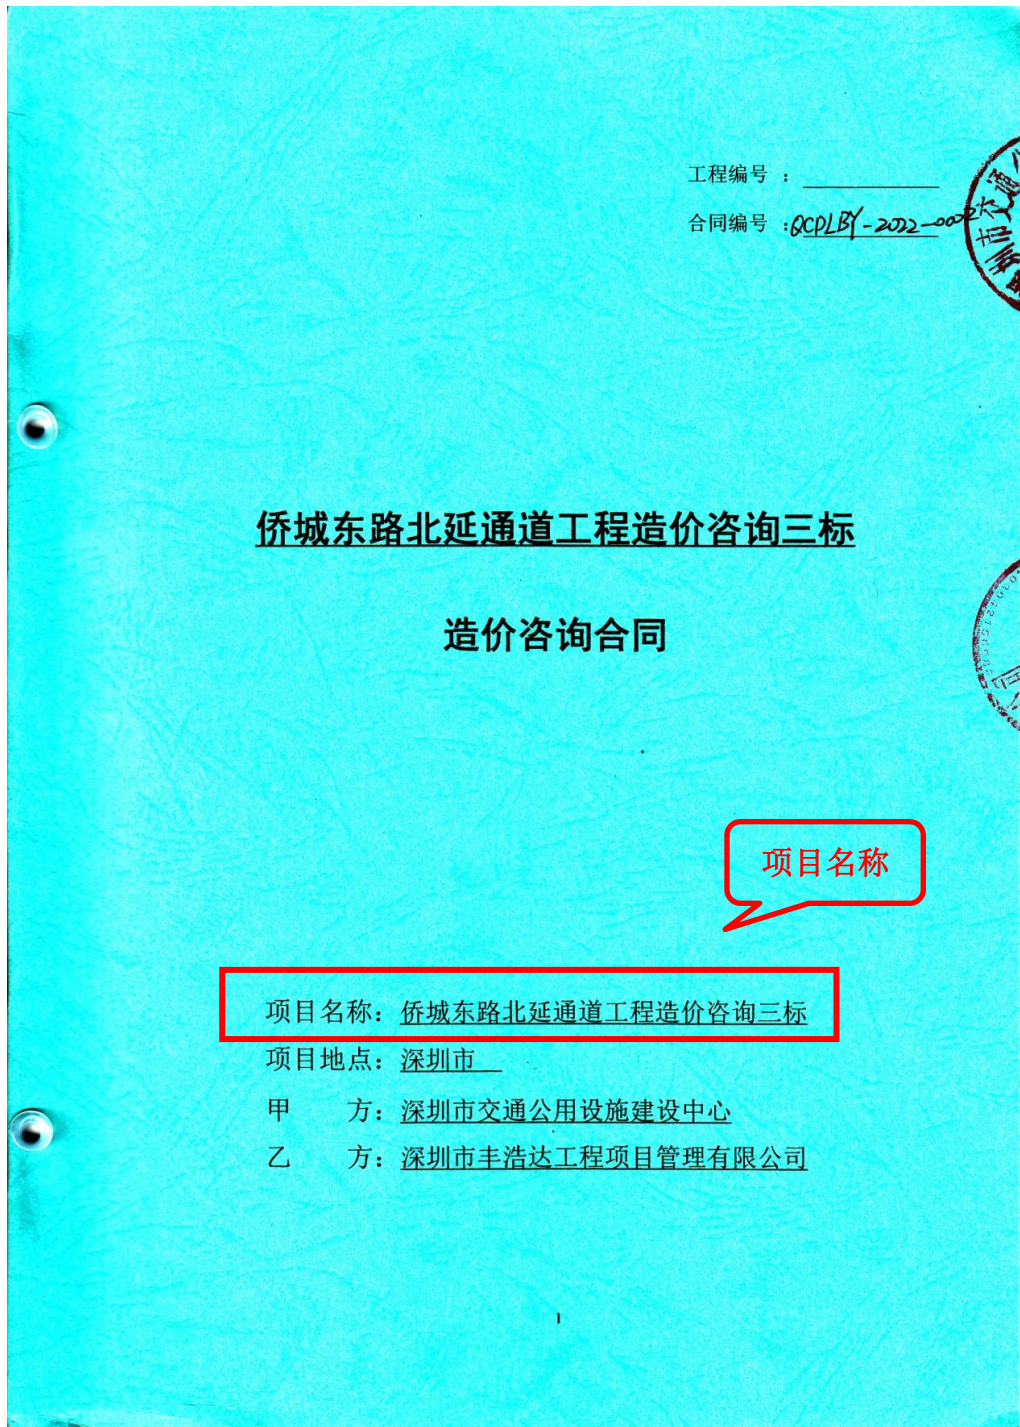 工程编号 ：
合同编号 ：QCDLBY-2022-0002
侨城东路北延通道工程造价咨询三标
造价咨询合同
项目名称
项目名称：侨城东路北延通道工程造价咨询三标
项目地点：深圳市
甲　　方：深圳市交通公用设施建设中心
乙　　方：深圳市丰浩达工程项目管理有限公司
1